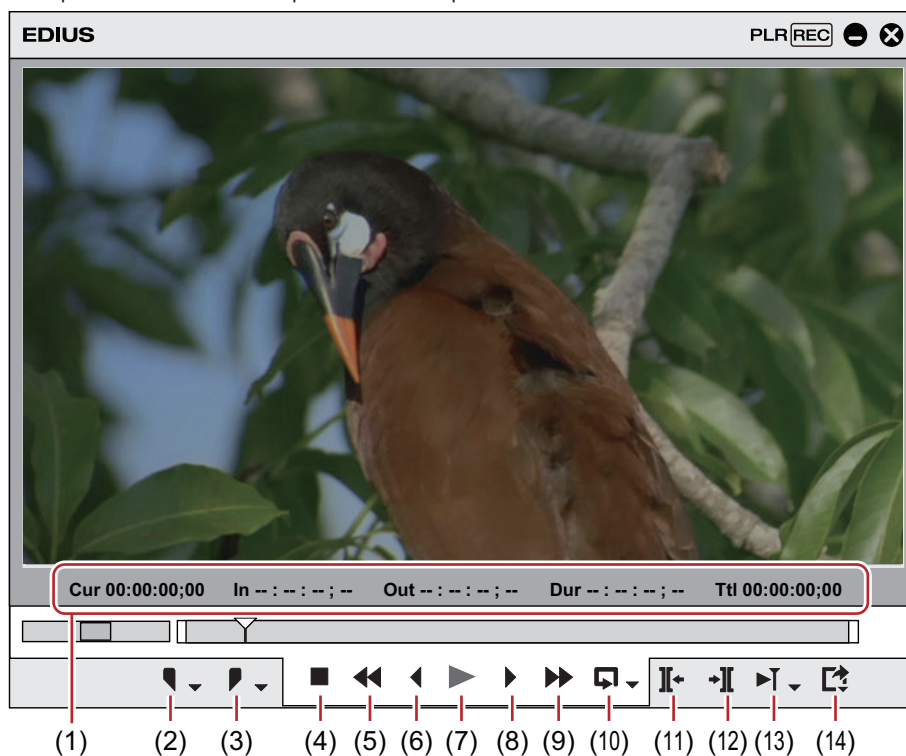 EDIUS PLR REC
Cur 00:00:00;00 In -- : -- : -- ; -- Out -- : -- : -- ; -- Dur -- : -- : -- ; -- Ttl 00:00:00;00
(1) (2) (3) (4) (5) (6) (7) (8) (9) (10) (11) (12) (13) (14)